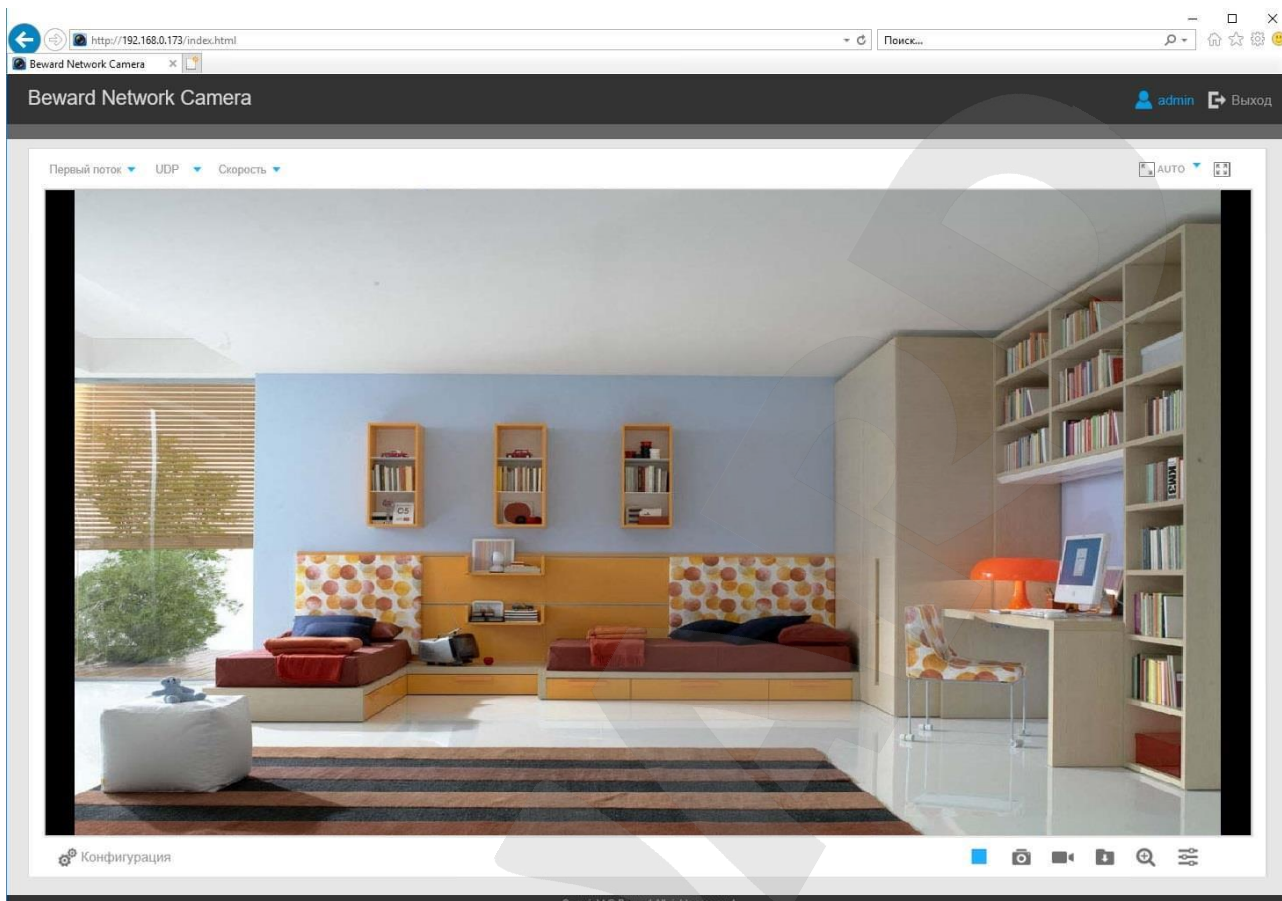 http://192.168.0.173/index.html
Поиск...
Beward Network Camera
Beward Network Camera
admin
Выход
Первый поток
UDP
Скорость
AUTO
05
Конфигурация